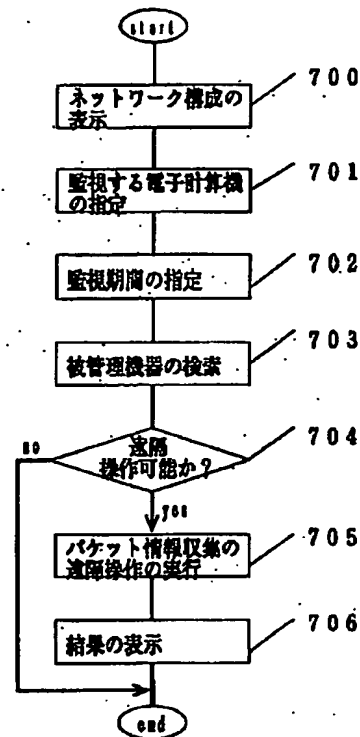 start
ネットワーク構成の
表示
700
監視する電子計算機
の指定
701
監視期間の指定
702
被管理機器の検索
703
遠隔
操作可能か?
704
no
yes
パケット情報収集の
遠隔操作の実行
705
結果の表示
706
end